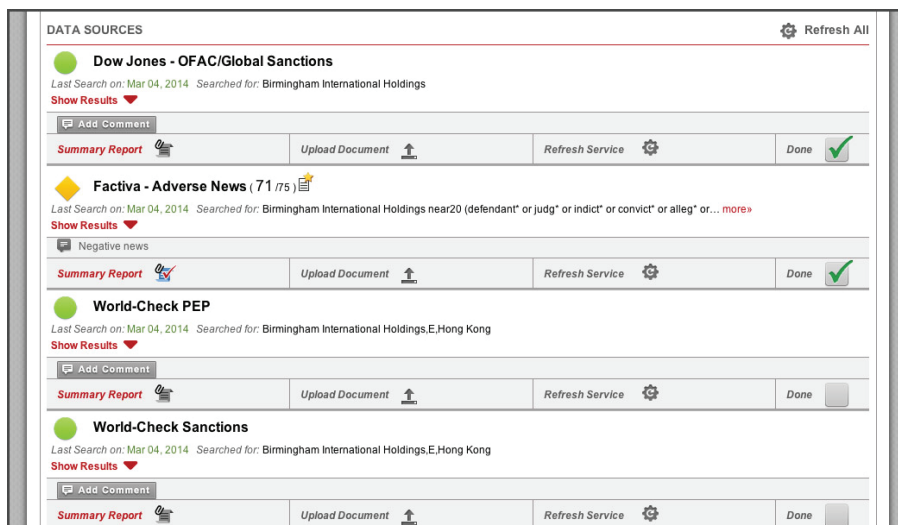 DATA SOURCES Refresh All
Dow Jones - OFAC/Global Sanctions
Last Search on: Mar 04, 2014 Searched for: Birmingham International Holdings
Show Results
Add Comment
Summary Report Upload Document Refresh Service Done
Factiva - Adverse News ( 71 /75 )
Last Search on: Mar 04, 2014 Searched for: Birmingham International Holdings near20 (defendant* or judg* or indict* or convict* or alleg* or... more»
Show Results
Negative news
Summary Report Upload Document Refresh Service Done
World-Check PEP
Last Search on: Mar 04, 2014 Searched for: Birmingham International Holdings,E,Hong Kong
Show Results
Add Comment
Summary Report Upload Document Refresh Service Done
World-Check Sanctions
Last Search on: Mar 04, 2014 Searched for: Birmingham International Holdings,E,Hong Kong
Show Results
Add Comment
Summary Report Upload Document Refresh Service Done